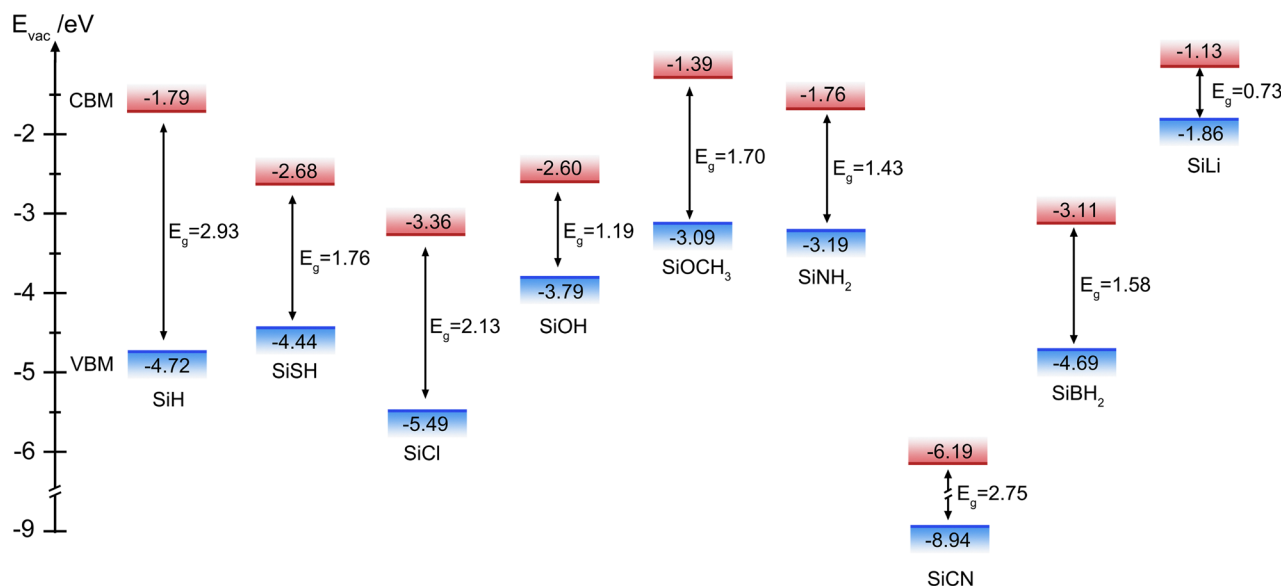 E_vac /eV
CBM
VBM
-2
-3
-4
-5
-6
-9
-1.79
E_g=2.93
-4.72
SiH
-2.68
E_g=1.76
-4.44
SiSH
-3.36
E_g=2.13
-5.49
SiCl
-2.60
E_g=1.19
-3.79
SiOH
-1.39
E_g=1.70
-3.09
SiOCH₃
-1.76
E_g=1.43
-3.19
SiNH₂
-6.19
E_g=2.75
-8.94
SiCN
-3.11
E_g=1.58
-4.69
SiBH₂
-1.13
E_g=0.73
-1.86
SiLi